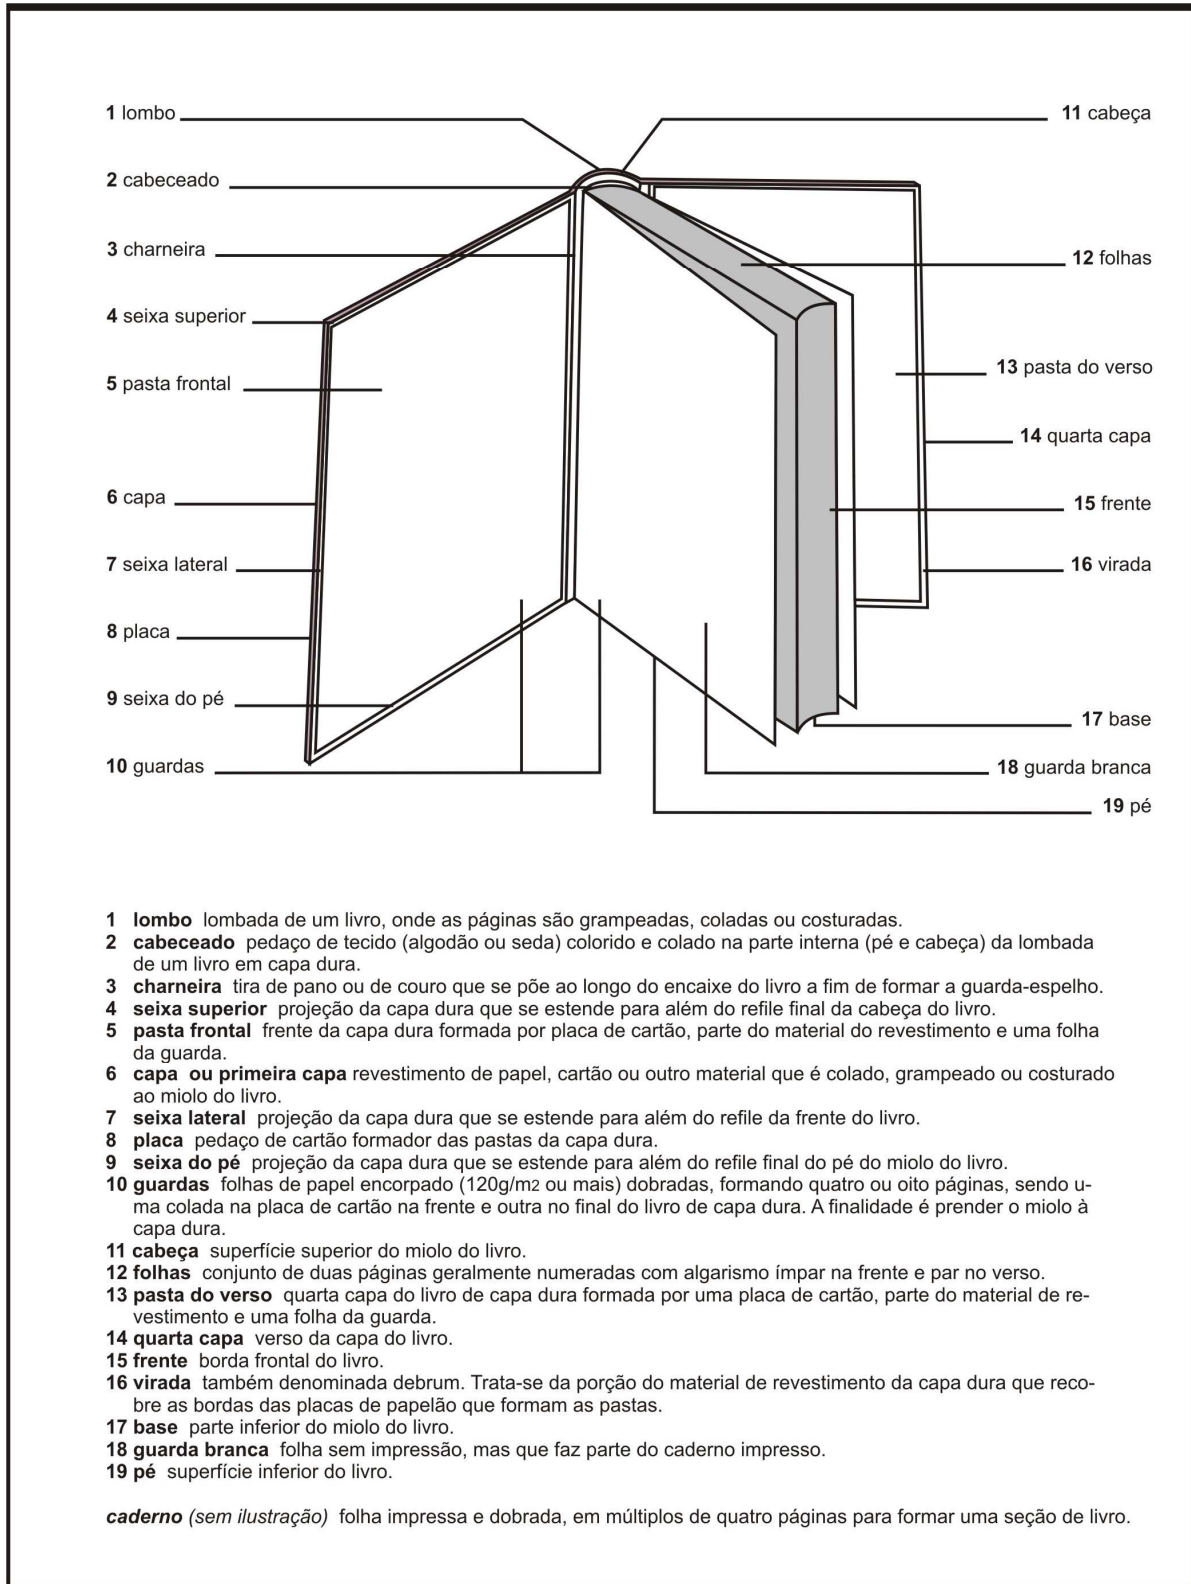 1 lombo
11 cabeça
2 cabeceado
3 charneira
12 folhas
4 seixa superior
13 pasta do verso
5 pasta frontal
14 quarta capa
6 capa
15 frente
7 seixa lateral
16 virada
8 placa
9 seixa do pé
17 base
10 guardas
18 guarda branca
19 pé
1 lombo lombada de um livro, onde as páginas são grampeadas, coladas ou costuradas.
2 cabeceado pedaço de tecido (algodão ou seda) colorido e colado na parte interna (pé e cabeça) da lombada
de um livro em capa dura.
3 charneira tira de pano ou de couro que se põe ao longo do encaixe do livro a fim de formar a guarda-espelho.
4 seixa superior projeção da capa dura que se estende para além do refile final da cabeça do livro.
5 pasta frontal frente da capa dura formada por placa de cartão, parte do material do revestimento e uma folha
da guarda.
6 capa ou primeira capa revestimento de papel, cartão ou outro material que é colado, grampeado ou costurado
ao miolo do livro.
7 seixa lateral projeção da capa dura que se estende para além do refile da frente do livro.
8 placa pedaço de cartão formador das pastas da capa dura.
9 seixa do pé projeção da capa dura que se estende para além do refile final do pé do miolo do livro.
10 guardas folhas de papel encorpado (120g/m2 ou mais) dobradas, formando quatro ou oito páginas, sendo u-
ma colada na placa de cartão na frente e outra no final do livro de capa dura. A finalidade é prender o miolo à
capa dura.
11 cabeça superfície superior do miolo do livro.
12 folhas conjunto de duas páginas geralmente numeradas com algarismo ímpar na frente e par no verso.
13 pasta do verso quarta capa do livro de capa dura formada por uma placa de cartão, parte do material de re-
vestimento e uma folha da guarda.
14 quarta capa verso da capa do livro.
15 frente borda frontal do livro.
16 virada também denominada debrum. Trata-se da porção do material de revestimento da capa dura que reco-
bre as bordas das placas de papelão que formam as pastas.
17 base parte inferior do miolo do livro.
18 guarda branca folha sem impressão, mas que faz parte do caderno impresso.
19 pé superfície inferior do livro.
caderno (sem ilustração) folha impressa e dobrada, em múltiplos de quatro páginas para formar uma seção de livro.